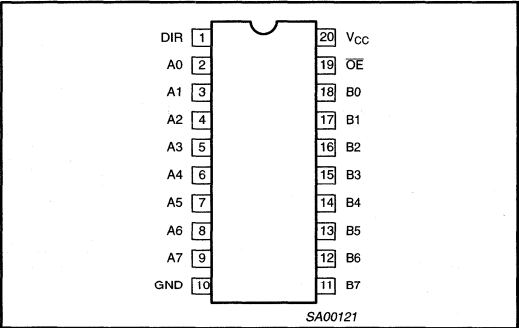 DIR 1 20 VCC
A0 2 19 OE
A1 3 18 B0
A2 4 17 B1
A3 5 16 B2
A4 6 15 B3
A5 7 14 B4
A6 8 13 B5
A7 9 12 B6
GND 10 11 B7
SA00121